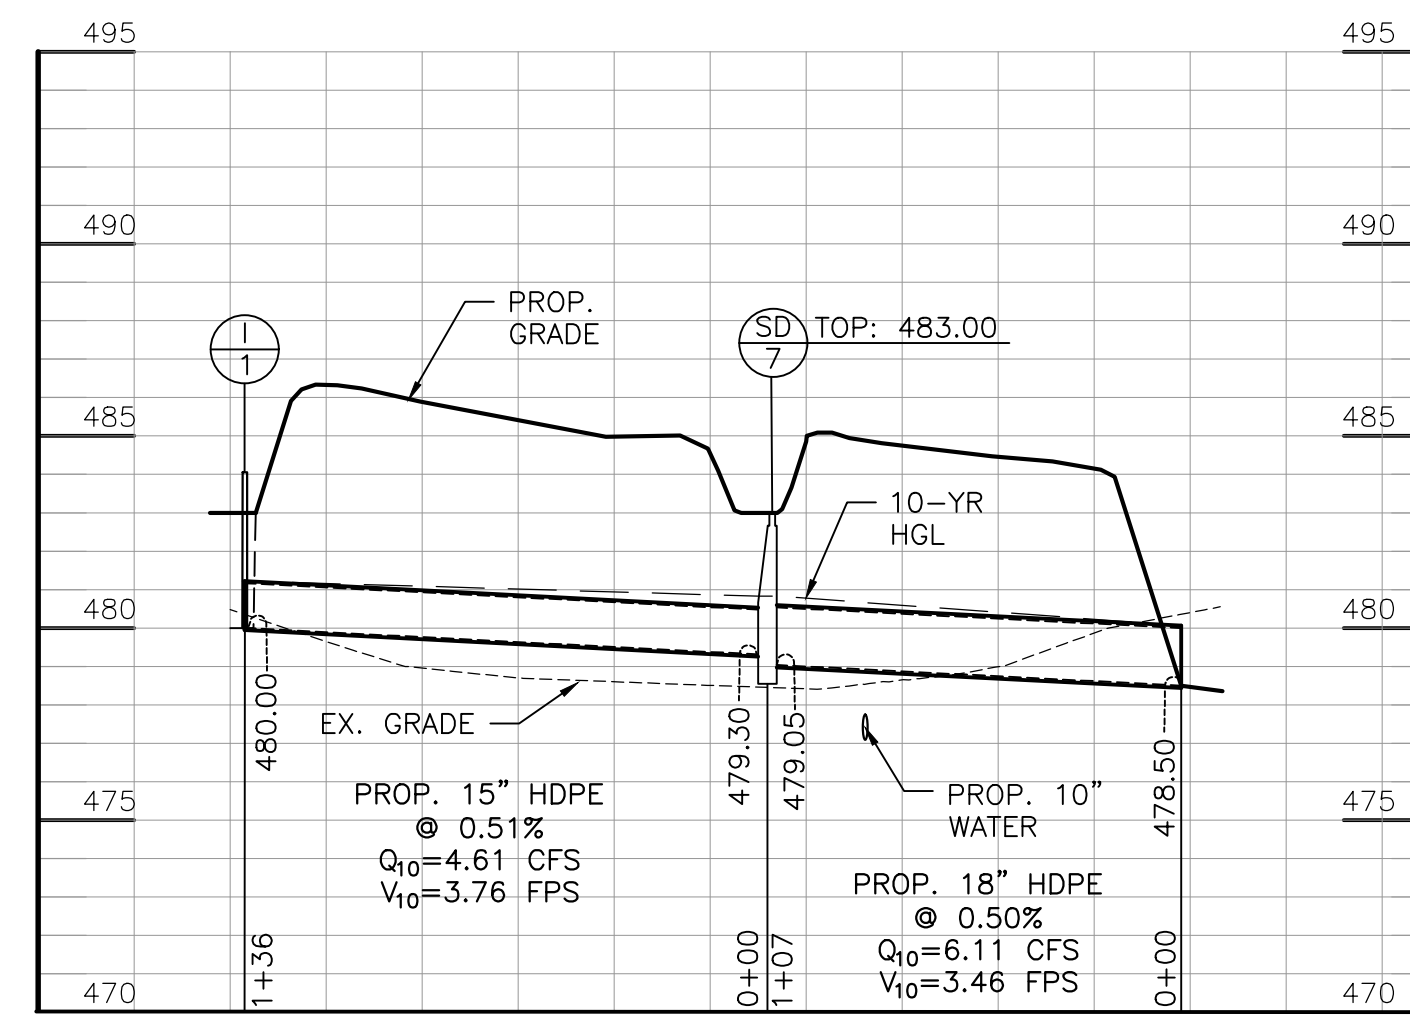 495
495
490
490
PROP.
GRADE
I
1
SD
7
TOP: 483.00
485
485
10-YR
HGL
480
480
480.00
EX. GRADE
479.30
479.05
478.50
PROP. 15" HDPE
@ 0.51%
Q10=4.61 CFS
V10=3.76 FPS
PROP. 10"
WATER
475
475
PROP. 18" HDPE
@ 0.50%
Q10=6.11 CFS
V10=3.46 FPS
1+36
0+00
1+07
0+00
470
470